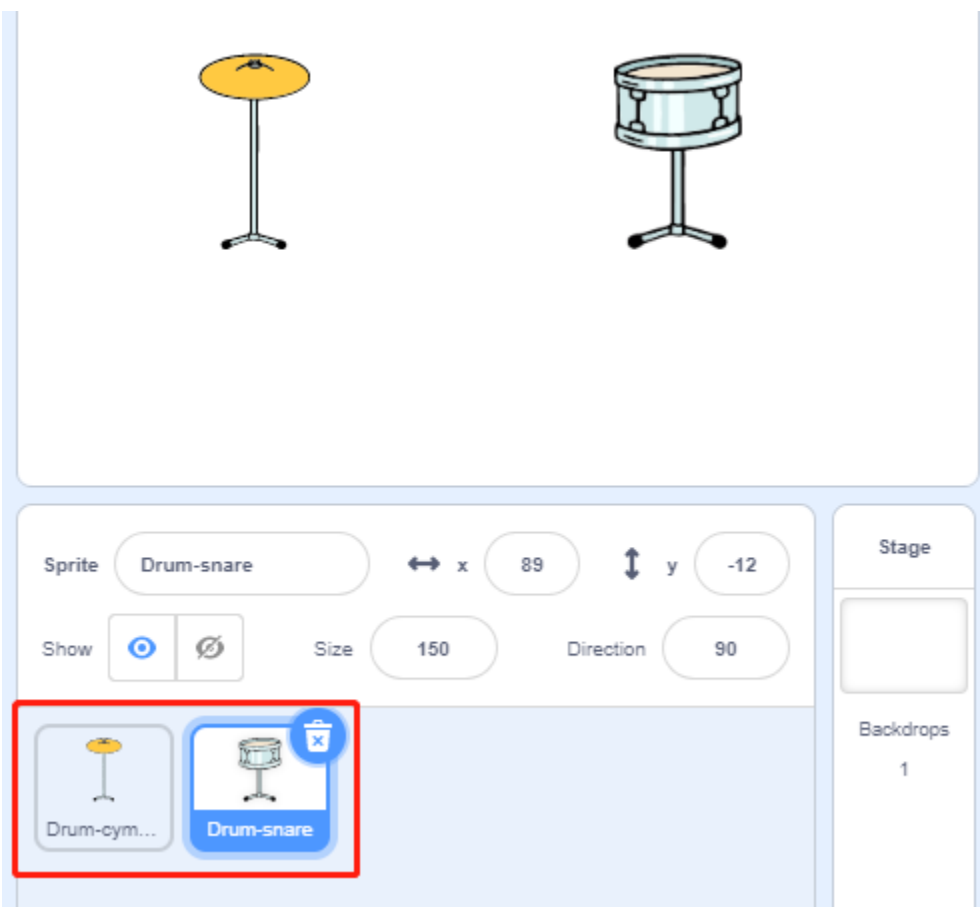 Sprite Drum-snare x 89 y -12 Stage
Show Size 150 Direction 90
Backdrops
1
Drum-cym... Drum-snare